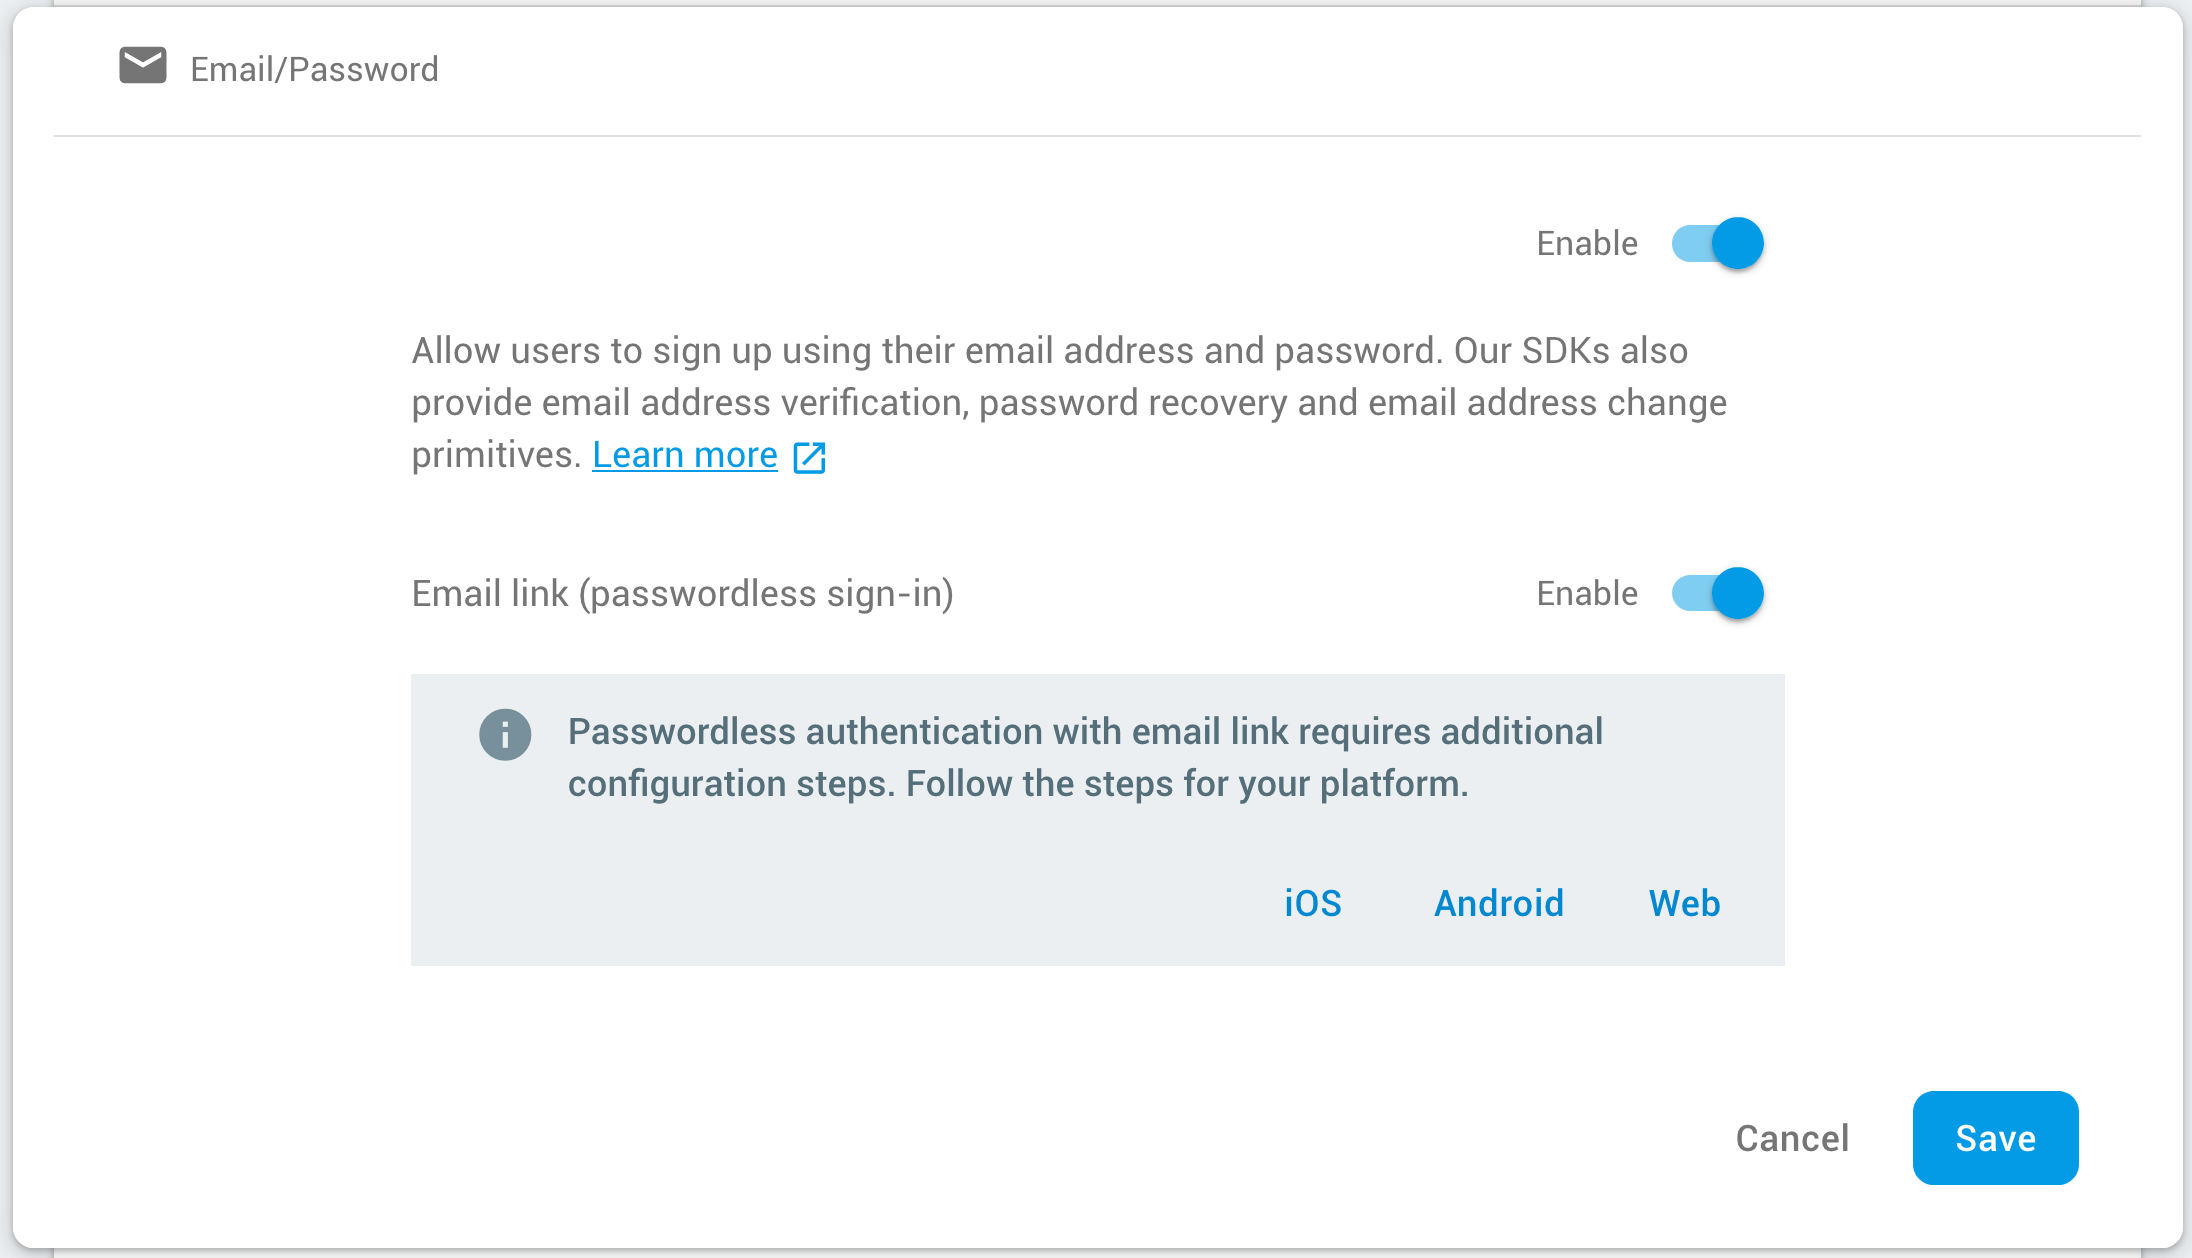 Email/Password
Enable
Allow users to sign up using their email address and password. Our SDKs also
provide email address verification, password recovery and email address change
primitives. Learn more
Email link (passwordless sign-in)
Enable
Passwordless authentication with email link requires additional
configuration steps. Follow the steps for your platform.
iOS Android Web
Cancel Save